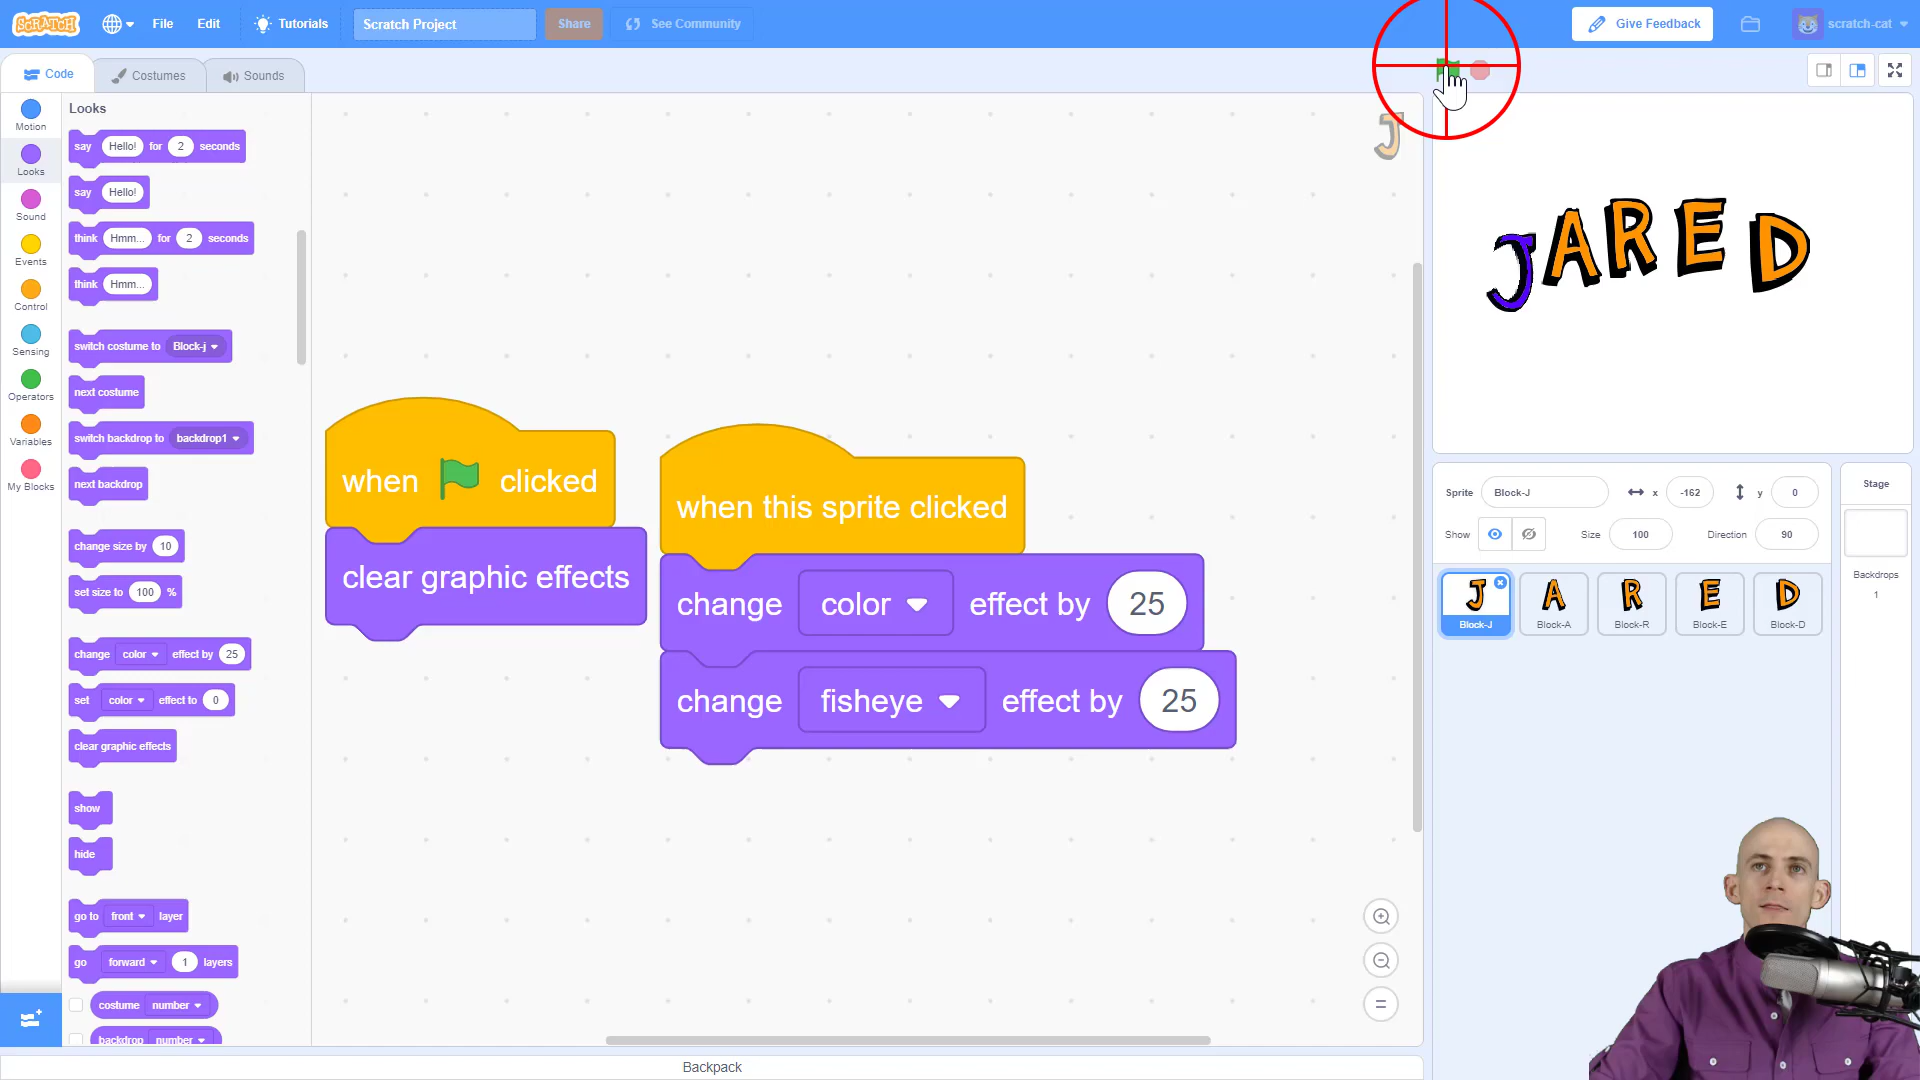 SCRATCH File Edit Tutorials Scratch Project Share See Community Give Feedback scratch-cat
Code Costumes Sounds
Motion
Looks
Sound
Events
Control
Sensing
Operators
Variables
My Blocks
Looks
say Hello! for 2 seconds
say Hello!
think Hmm... for 2 seconds
think Hmm...
switch costume to Block-j
next costume
switch backdrop to backdrop1
next backdrop
change size by 10
set size to 100 %
change color effect by 25
set color effect to 0
clear graphic effects
show
hide
go to front layer
go forward 1 layers
costume number
backdrop number
when clicked
clear graphic effects
when this sprite clicked
change color effect by 25
change fisheye effect by 25
J
JARED
Sprite Block-J x -162 y 0
Show Size 100 Direction 90
J A R E D
Block-J Block-A Block-R Block-E Block-D
Stage
Backdrops
1
Backpack